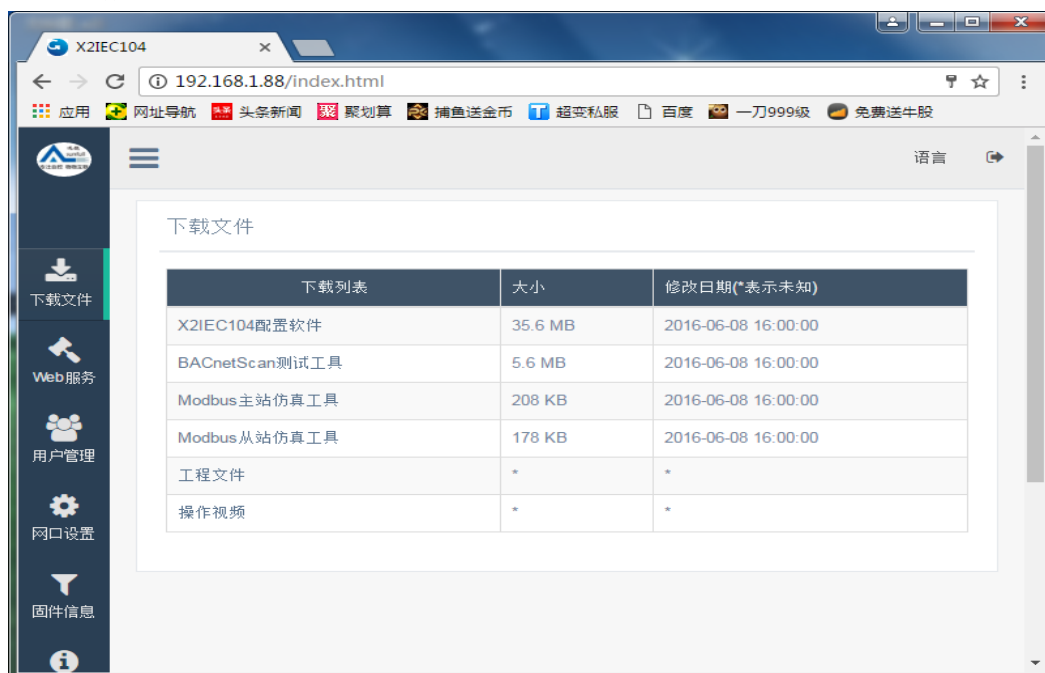 X2IEC104
192.168.1.88/index.html
应用 网址导航 头条新闻 聚划算 捕鱼送金币 超变私服 百度 一刀999级 免费送牛股
语言
下载文件
Web服务
用户管理
网口设置
固件信息
下载文件
下载列表 大小 修改日期(*表示未知)
X2IEC104配置软件 35.6 MB 2016-06-08 16:00:00
BACnetScan测试工具 5.6 MB 2016-06-08 16:00:00
Modbus主站仿真工具 208 KB 2016-06-08 16:00:00
Modbus从站仿真工具 178 KB 2016-06-08 16:00:00
工程文件 * *
操作视频 * *